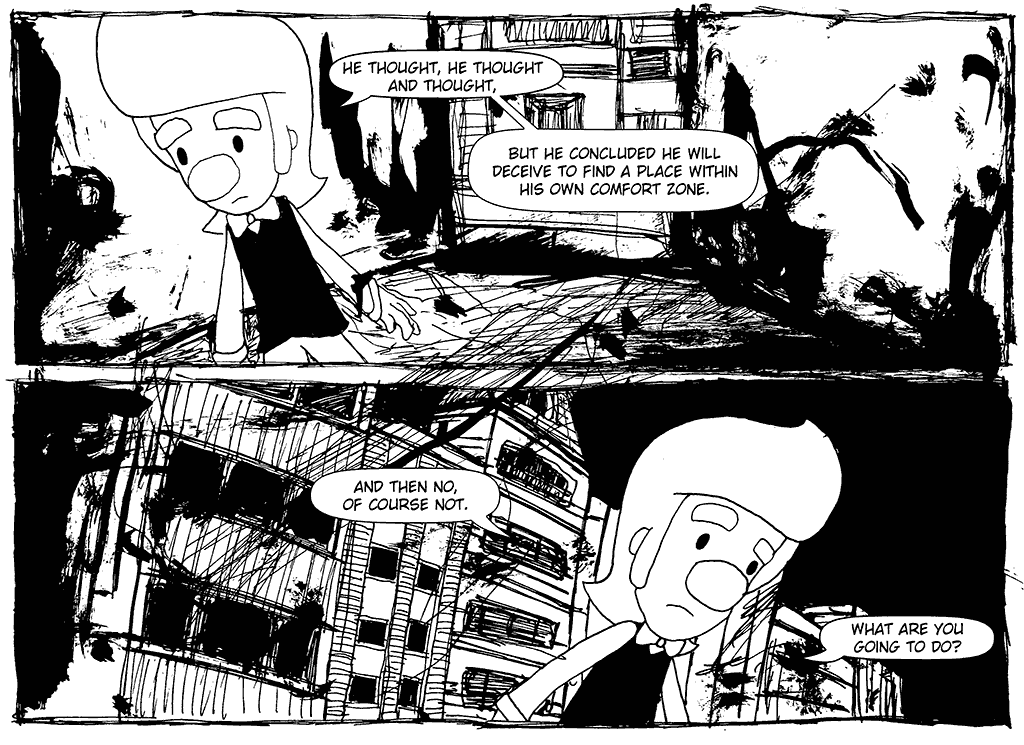 HE THOUGHT, HE THOUGHT
AND THOUGHT,
BUT HE CONCLUDED HE WILL
DECEIVE TO FIND A PLACE WITHIN
HIS OWN COMFORT ZONE.
AND THEN NO,
OF COURSE NOT.
WHAT ARE YOU
GOING TO DO?